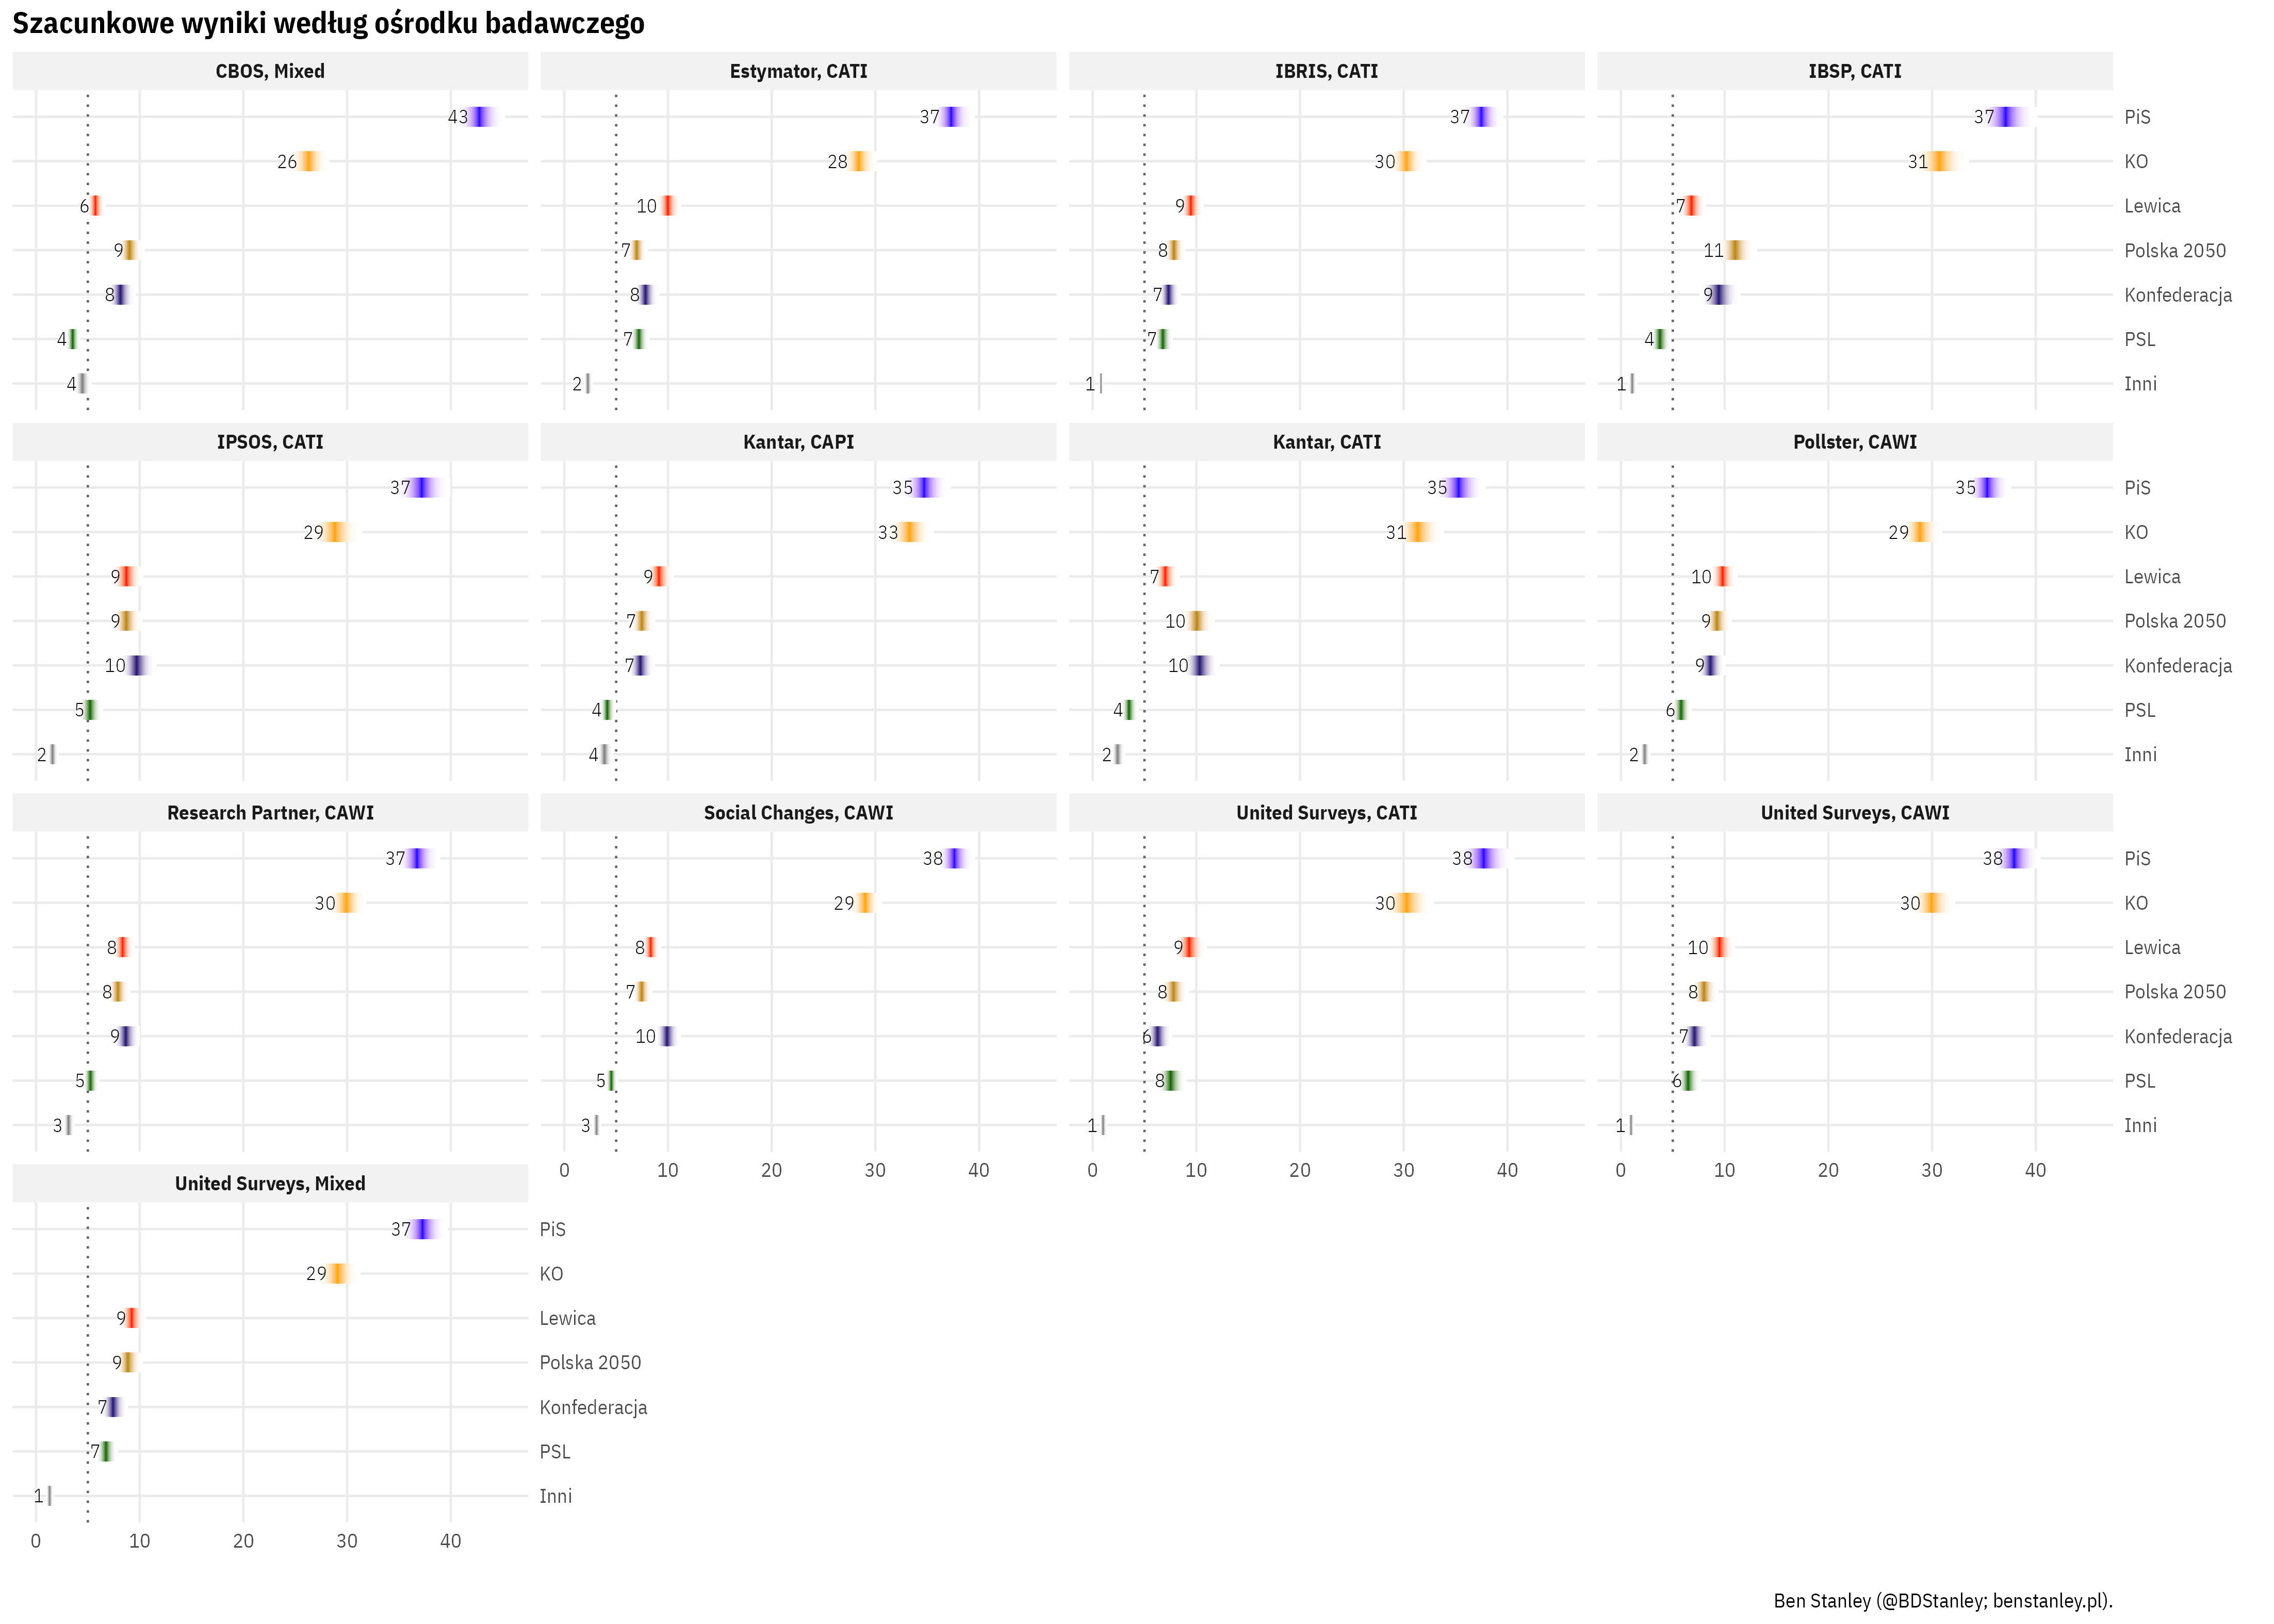 Szacunkowe wyniki według ośrodku badawczego
CBOS, Mixed
Estymator, CATI
IBRIS, CATI
IBSP, CATI
43
37
37
37
PiS
26
28
30
31
KO
6
10
9
7
Lewica
9
7
8
11
Polska 2050
8
8
7
9
Konfederacja
4
7
7
4
PSL
4
2
1
1
Inni
IPSOS, CATI
Kantar, CAPI
Kantar, CATI
Pollster, CAWI
37
35
35
35
PiS
29
33
31
29
KO
9
9
7
10
Lewica
9
7
10
9
Polska 2050
10
7
10
9
Konfederacja
5
4
4
6
PSL
2
4
2
2
Inni
Research Partner, CAWI
Social Changes, CAWI
United Surveys, CATI
United Surveys, CAWI
37
38
38
38
PiS
30
29
30
30
KO
8
8
9
10
Lewica
8
7
8
8
Polska 2050
9
10
6
7
Konfederacja
5
5
8
6
PSL
3
3
1
1
Inni
0 10 20 30 40
0 10 20 30 40
0 10 20 30 40
United Surveys, Mixed
37
PiS
29
KO
9
Lewica
9
Polska 2050
7
Konfederacja
7
PSL
1
Inni
0 10 20 30 40
Ben Stanley (@BDStanley; benstanley.pl).